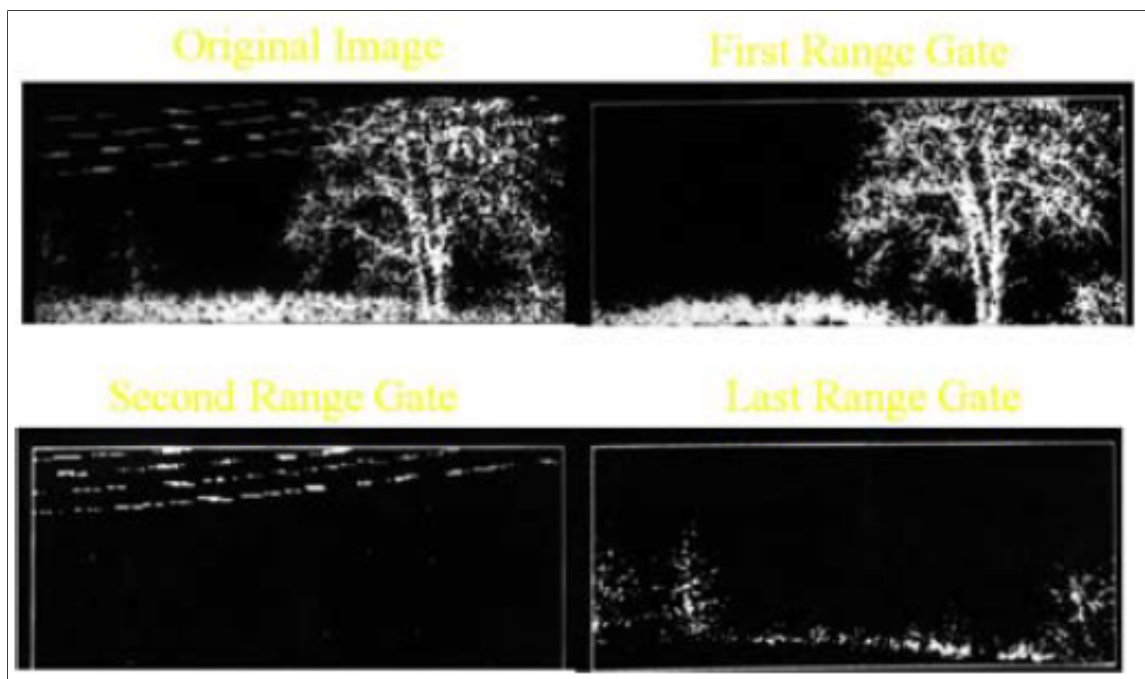 Original Image
First Range Gate
Second Range Gate
Last Range Gate